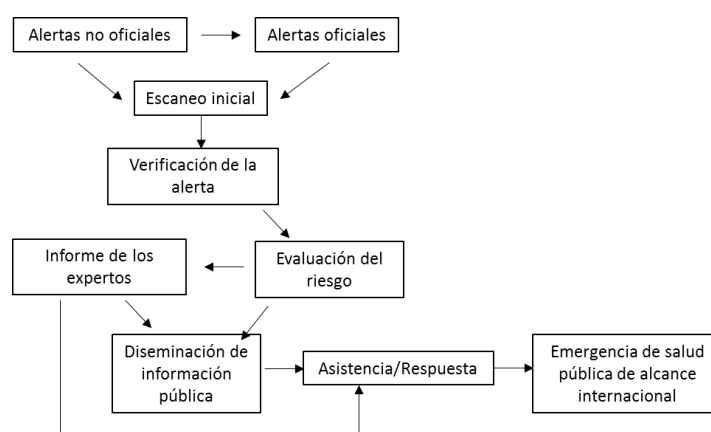 Alertas no oficiales
Alertas oficiales
Escaneo inicial
Verificación de la
alerta
Informe de los
expertos
Evaluación del
riesgo
Diseminación de
información
pública
Asistencia/Respuesta
Emergencia de salud
pública de alcance
internacional